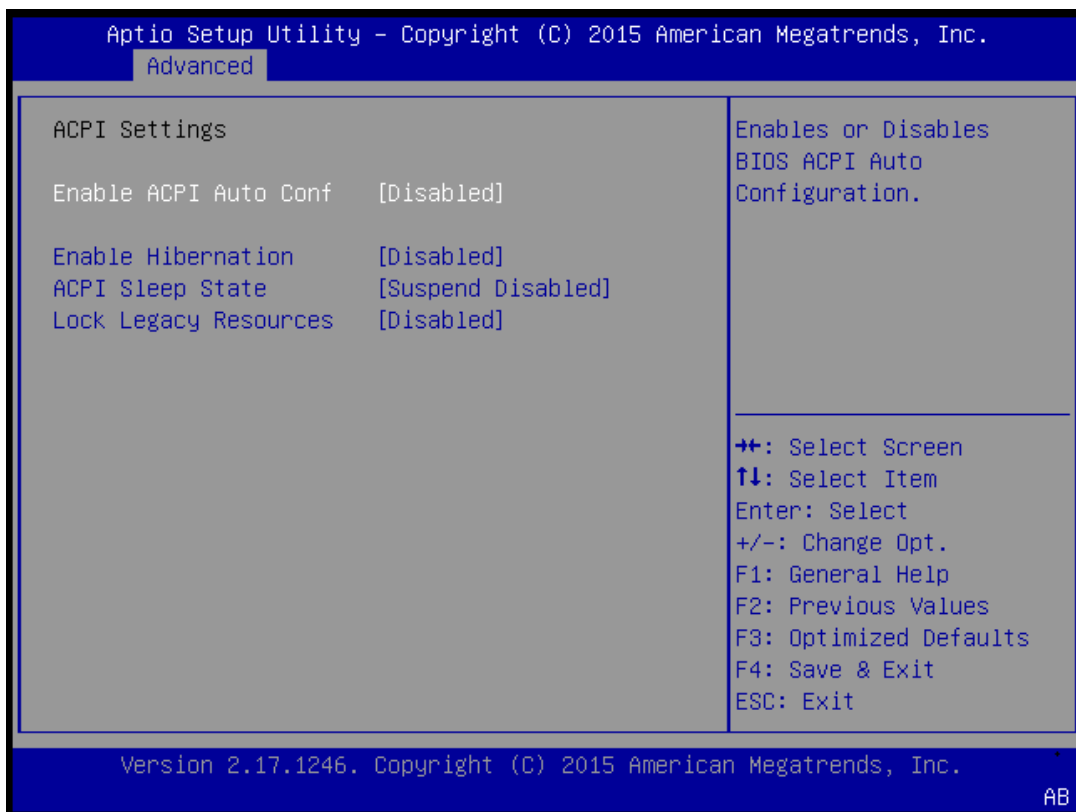 Aptio Setup Utility – Copyright (C) 2015 American Megatrends, Inc.
Advanced
ACPI Settings
Enable ACPI Auto Conf [Disabled]
Enable Hibernation [Disabled]
ACPI Sleep State [Suspend Disabled]
Lock Legacy Resources [Disabled]
Enables or Disables
BIOS ACPI Auto
Configuration.
→←: Select Screen
↑↓: Select Item
Enter: Select
+/-: Change Opt.
F1: General Help
F2: Previous Values
F3: Optimized Defaults
F4: Save & Exit
ESC: Exit
Version 2.17.1246. Copyright (C) 2015 American Megatrends, Inc.
AB